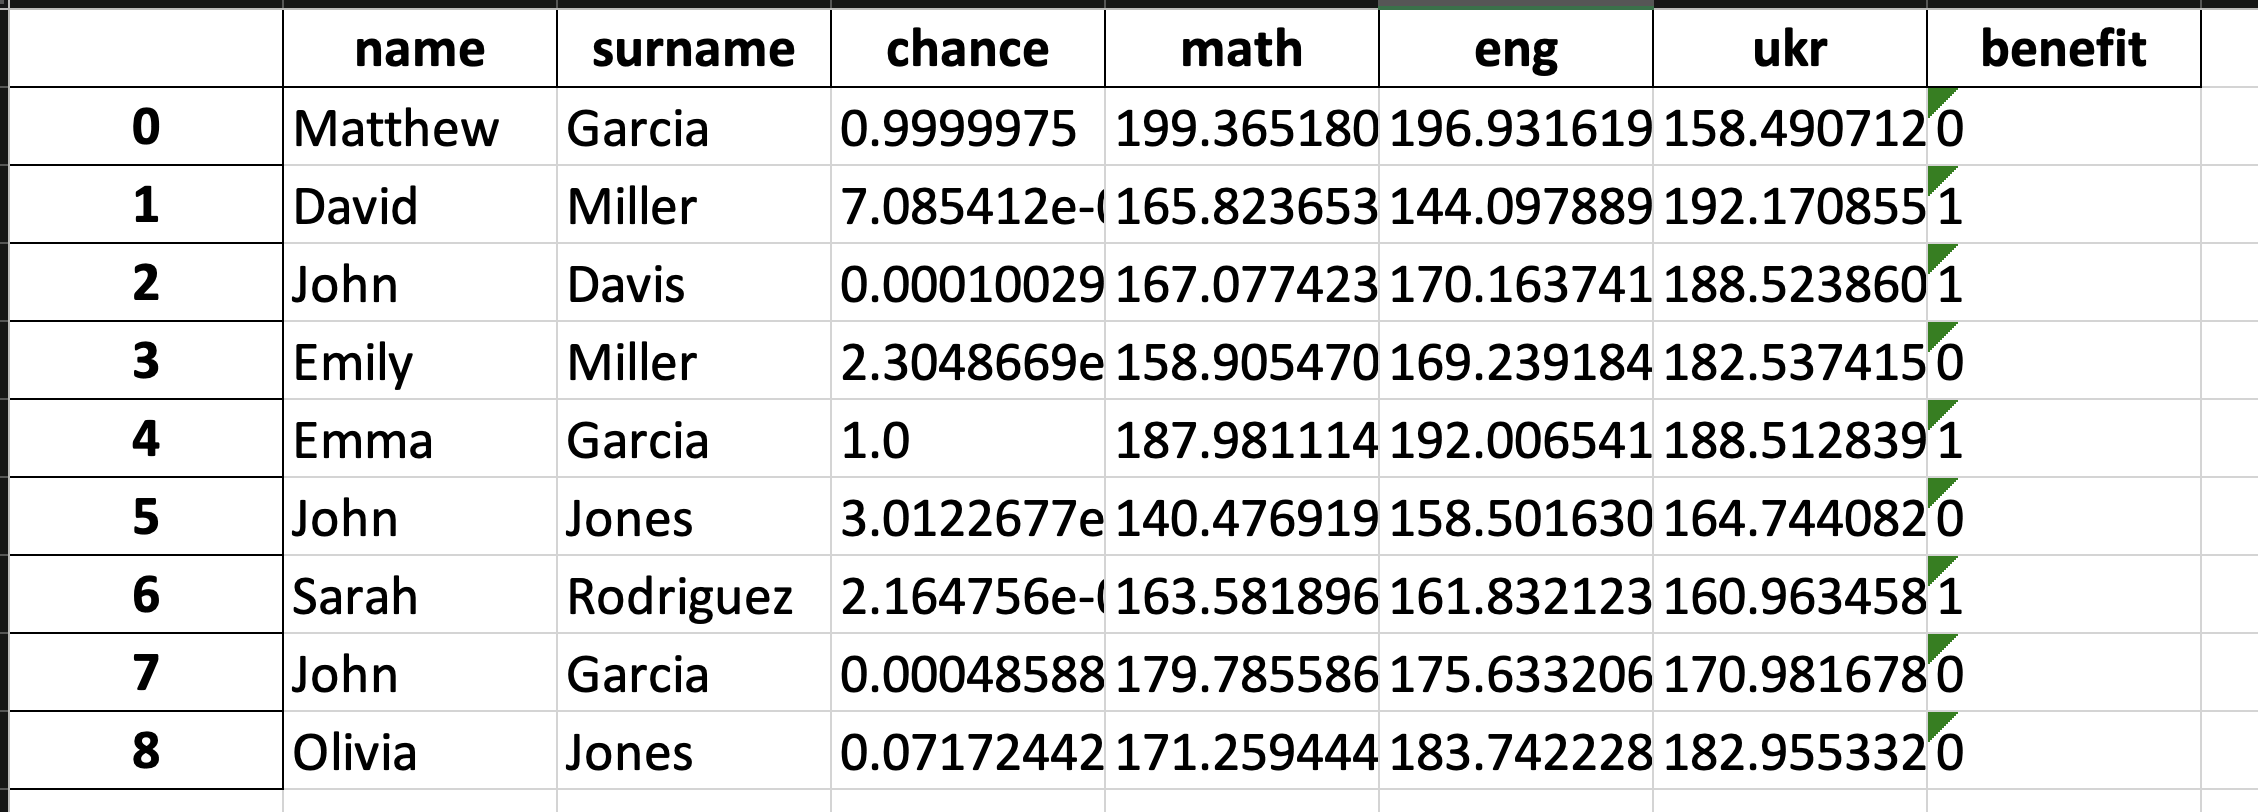 name surname chance math eng ukr benefit
0 Matthew Garcia 0.9999975 199.365180 196.931619 158.490712 0
1 David Miller 7.085412e-0 165.823653 144.097889 192.170855 1
2 John Davis 0.00010029 167.077423 170.163741 188.523860 1
3 Emily Miller 2.3048669e 158.905470 169.239184 182.537415 0
4 Emma Garcia 1.0 187.981114 192.006541 188.512839 1
5 John Jones 3.0122677e 140.476919 158.501630 164.744082 0
6 Sarah Rodriguez 2.164756e-0 163.581896 161.832123 160.963458 1
7 John Garcia 0.00048588 179.785586 175.633206 170.981678 0
8 Olivia Jones 0.07172442 171.259444 183.742228 182.955332 0